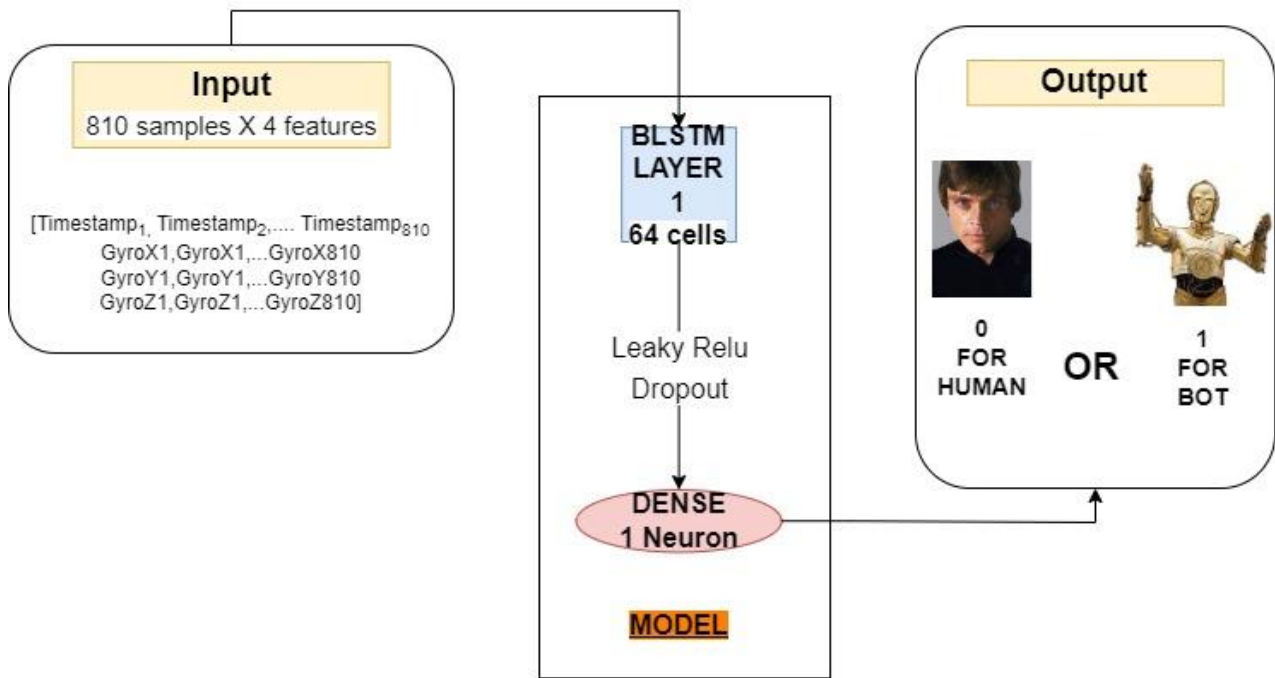 Input
810 samples X 4 features
[Timestamp1, Timestamp2,.... Timestamp810
GyroX1,GyroX1,...GyroX810
GyroY1,GyroY1,...GyroY810
GyroZ1,GyroZ1,...GyroZ810]
BLSTM
LAYER
1
64 cells
Leaky Relu
Dropout
DENSE
1 Neuron
MODEL
Output
0
FOR
HUMAN
OR
1
FOR
BOT